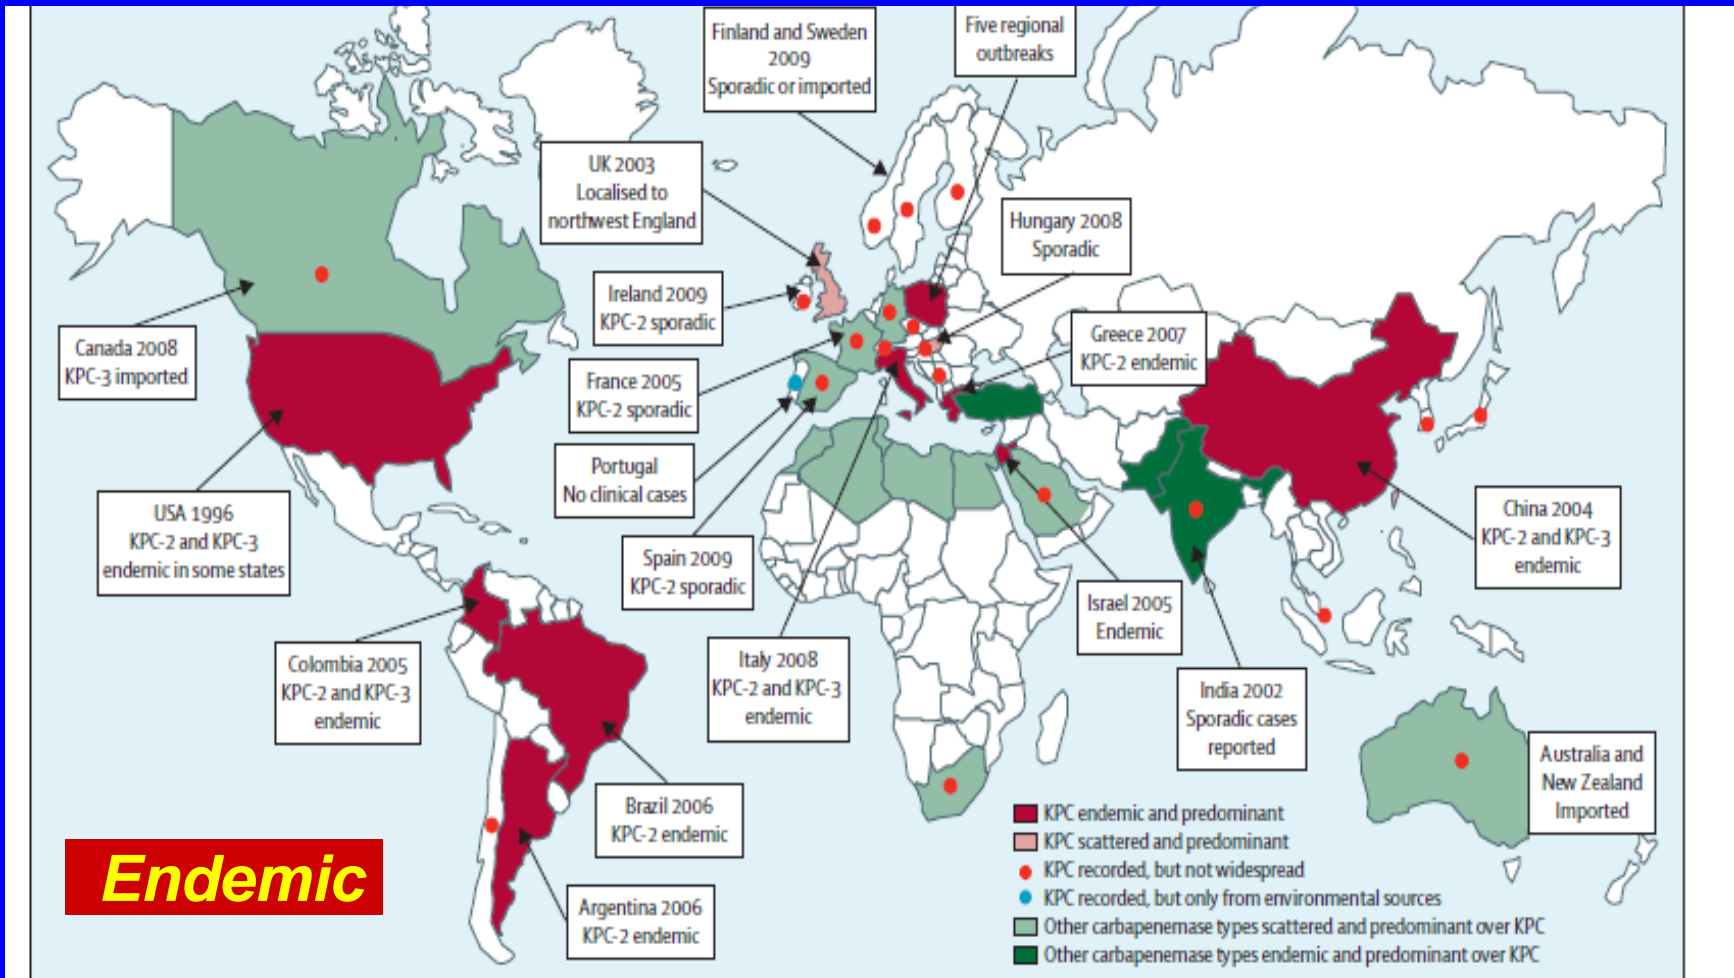 Finland and Sweden
2009
Sporadic or imported
Five regional
outbreaks
UK 2003
Localised to
northwest England
Hungary 2008
Sporadic
Ireland 2009
KPC-2 sporadic
Greece 2007
KPC-2 endemic
Canada 2008
KPC-3 imported
France 2005
KPC-2 sporadic
Portugal
No clinical cases
USA 1996
KPC-2 and KPC-3
endemic in some states
China 2004
KPC-2 and KPC-3
endemic
Spain 2009
KPC-2 sporadic
Israel 2005
Endemic
Colombia 2005
KPC-2 and KPC-3
endemic
Italy 2008
KPC-2 and KPC-3
endemic
India 2002
Sporadic cases
reported
Australia and
New Zealand
Imported
Brazil 2006
KPC-2 endemic
Argentina 2006
KPC-2 endemic
Endemic
KPC endemic and predominant
KPC scattered and predominant
KPC recorded, but not widespread
KPC recorded, but only from environmental sources
Other carbapenemase types scattered and predominant over KPC
Other carbapenemase types endemic and predominant over KPC